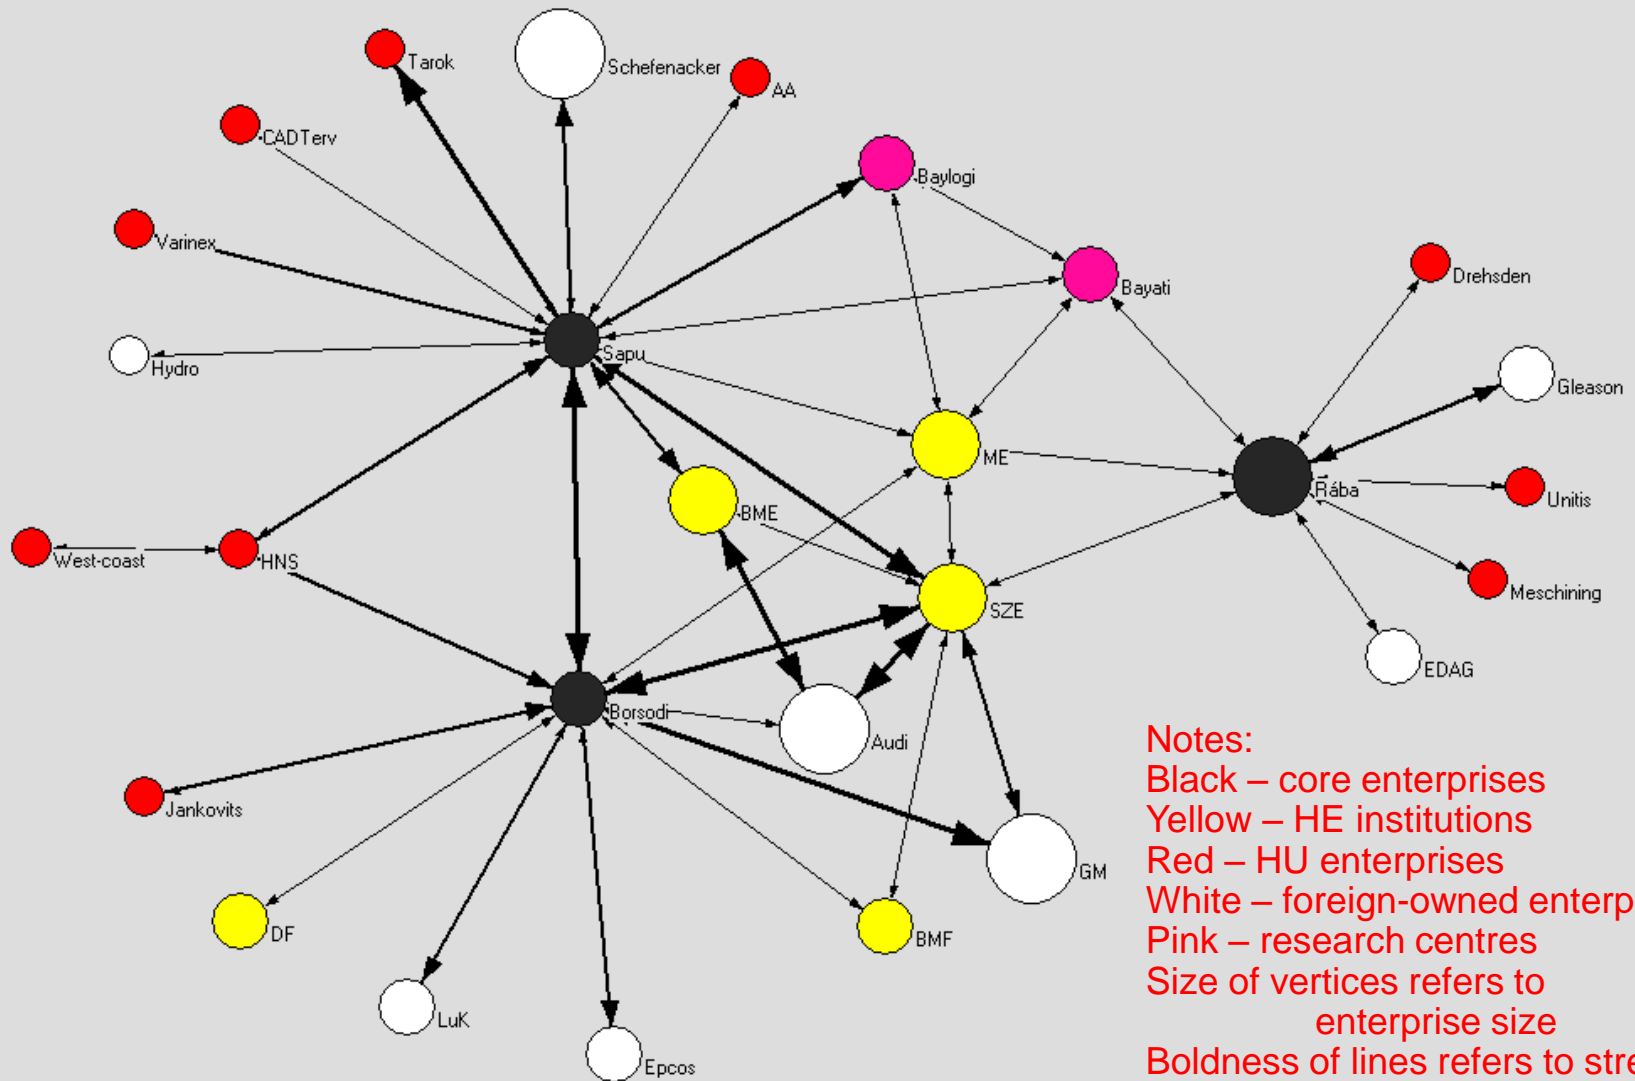 Tarok
Schefenacker
AA
CADTerv
Baylogi
Varinex
Bayati
Drehsden
Sapu
Hydro
Gleason
ME
Rába
BME
Unitis
West-coast
HNS
SZE
Meschining
EDAG
Borsodi
Audi
Jankovits
GM
DF
BMF
LuK
Epcos
Notes:
Black – core enterprises
Yellow – HE institutions
Red – HU enterprises
White – foreign-owned enterp
Pink – research centres
Size of vertices refers to
enterprise size
Boldness of lines refers to stre